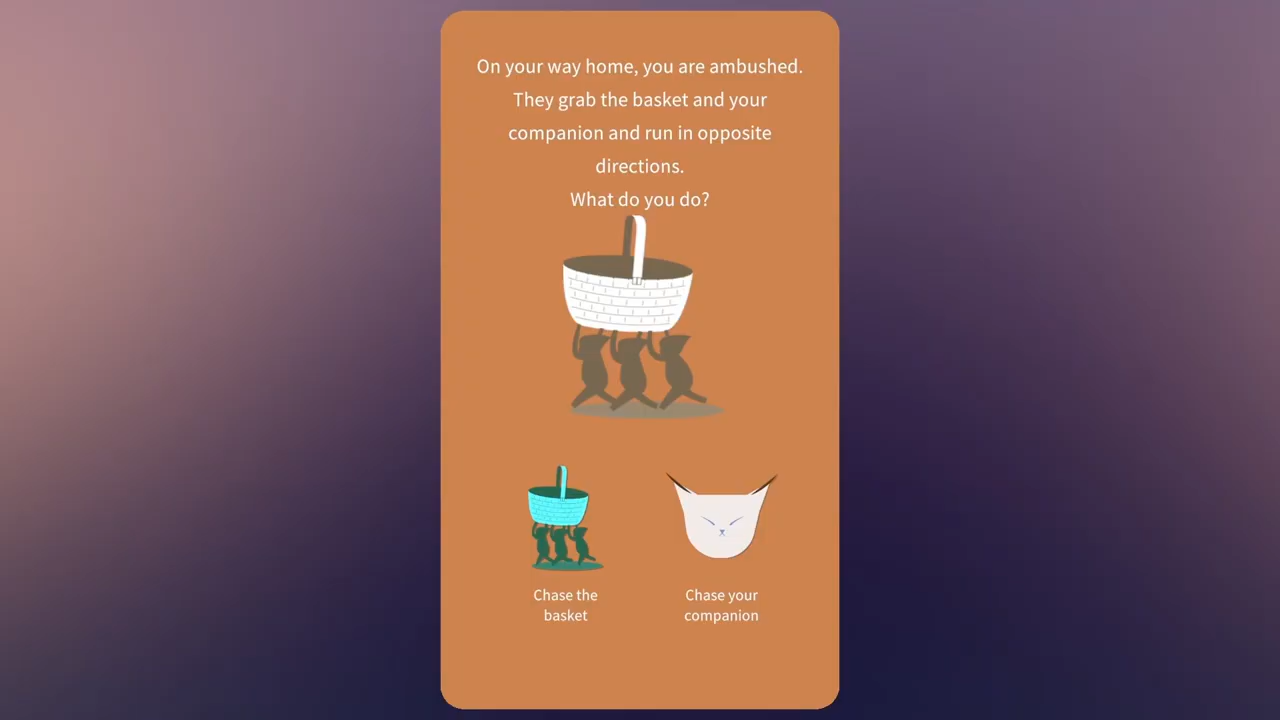 On your way home, you are ambushed.
They grab the basket and your
companion and run in opposite
directions.
What do you do?
Chase the
basket
Chase your
companion